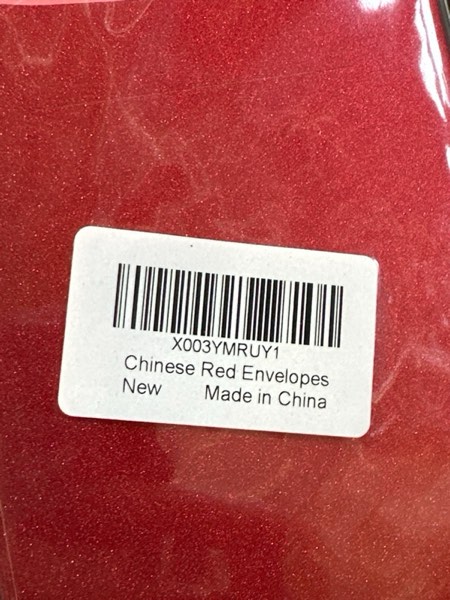 X003YMRUY1
Chinese Red Envelopes
New Made in China